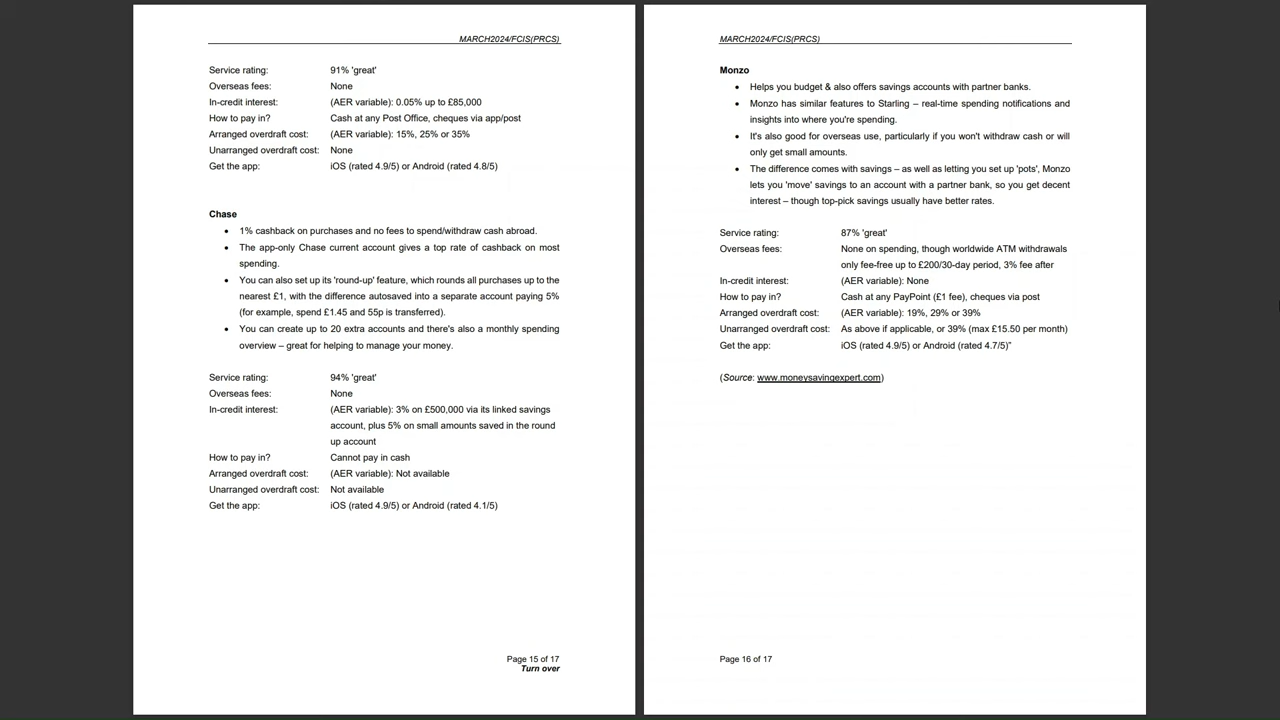 MARCH2024/FCIS(PRCS)
Service rating: 91% 'great'
Overseas fees: None
In-credit interest: (AER variable): 0.05% up to £85,000
How to pay in? Cash at any Post Office, cheques via app/post
Arranged overdraft cost: (AER variable): 15%, 25% or 35%
Unarranged overdraft cost: None
Get the app: iOS (rated 4.9/5) or Android (rated 4.8/5)
Chase
• 1% cashback on purchases and no fees to spend/withdraw cash abroad.
• The app-only Chase current account gives a top rate of cashback on most
spending.
• You can also set up its 'round-up' feature, which rounds all purchases up to the
nearest £1, with the difference autosaved into a separate account paying 5%
(for example, spend £1.45 and 55p is transferred).
• You can create up to 20 extra accounts and there's also a monthly spending
overview – great for helping to manage your money.
Service rating: 94% 'great'
Overseas fees: None
In-credit interest: (AER variable): 3% on £500,000 via its linked savings
account, plus 5% on small amounts saved in the round
up account
How to pay in? Cannot pay in cash
Arranged overdraft cost: (AER variable): Not available
Unarranged overdraft cost: Not available
Get the app: iOS (rated 4.9/5) or Android (rated 4.1/5)
Page 15 of 17
Turn over
MARCH2024/FCIS(PRCS)
Monzo
• Helps you budget & also offers savings accounts with partner banks.
• Monzo has similar features to Starling – real-time spending notifications and
insights into where you're spending.
• It's also good for overseas use, particularly if you won't withdraw cash or will
only get small amounts.
• The difference comes with savings – as well as letting you set up 'pots', Monzo
lets you 'move' savings to an account with a partner bank, so you get decent
interest – though top-pick savings usually have better rates.
Service rating: 87% 'great'
Overseas fees: None on spending, though worldwide ATM withdrawals
only fee-free up to £200/30-day period, 3% fee after
In-credit interest: (AER variable): None
How to pay in? Cash at any PayPoint (£1 fee), cheques via post
Arranged overdraft cost: (AER variable): 19%, 29% or 39%
Unarranged overdraft cost: As above if applicable, or 39% (max £15.50 per month)
Get the app: iOS (rated 4.9/5) or Android (rated 4.7/5)"
(Source: www.moneysavingexpert.com)
Page 16 of 17